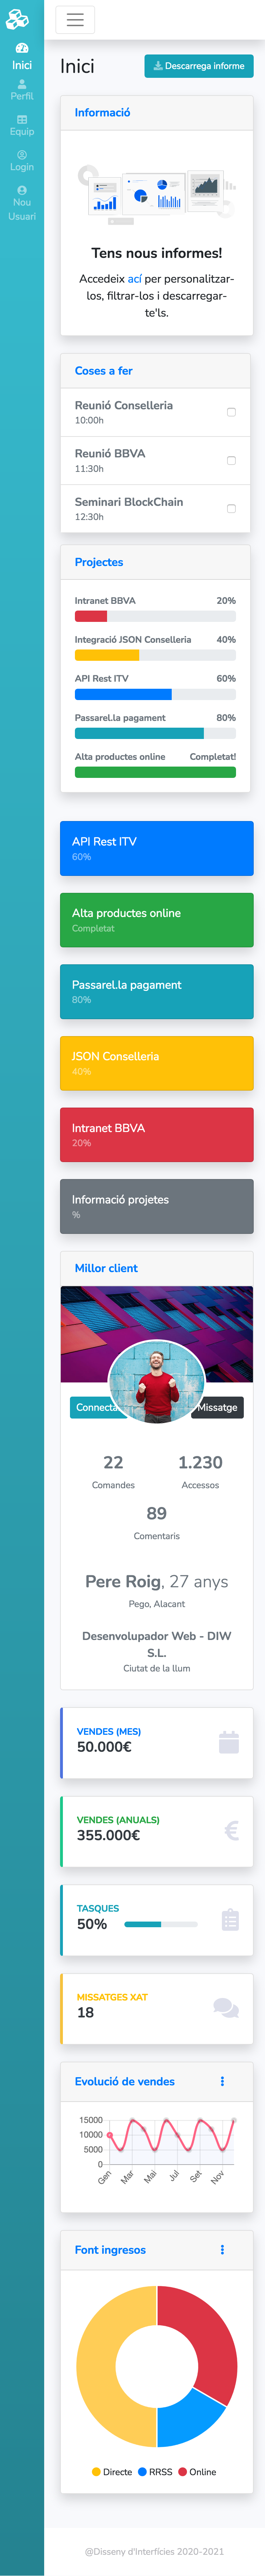 Inici
Perfil
Equip
Login
Nou
Usuari
Inici
Descarrega informe
Informació
Tens nous informes!
Accedeix ací per personalitzar-
los, filtrar-los i descarregar-
te'ls.
Coses a fer
Reunió Conselleria
10:00h
Reunió BBVA
11:30h
Seminari BlockChain
12:30h
Projectes
Intranet BBVA 20%
Integració JSON Conselleria 40%
API Rest ITV 60%
Passarel.la pagament 80%
Alta productes online Completat!
API Rest ITV
60%
Alta productes online
Completat
Passarel.la pagament
80%
JSON Conselleria
40%
Intranet BBVA
20%
Informació projetes
%
Millor client
Connecta Missatge
22 1.230
Comandes Accessos
89
Comentaris
Pere Roig, 27 anys
Pego, Alacant
Desenvolupador Web - DIW
S.L.
Ciutat de la llum
VENDES (MES)
50.000€
VENDES (ANUALS)
355.000€
TASQUES
50%
MISSATGES XAT
18
Evolució de vendes
15000
10000
5000
0
Gen Mar Mai Jul Set Nov
Font ingresos
Directe RRSS Online
@Disseny d'Interfícies 2020-2021